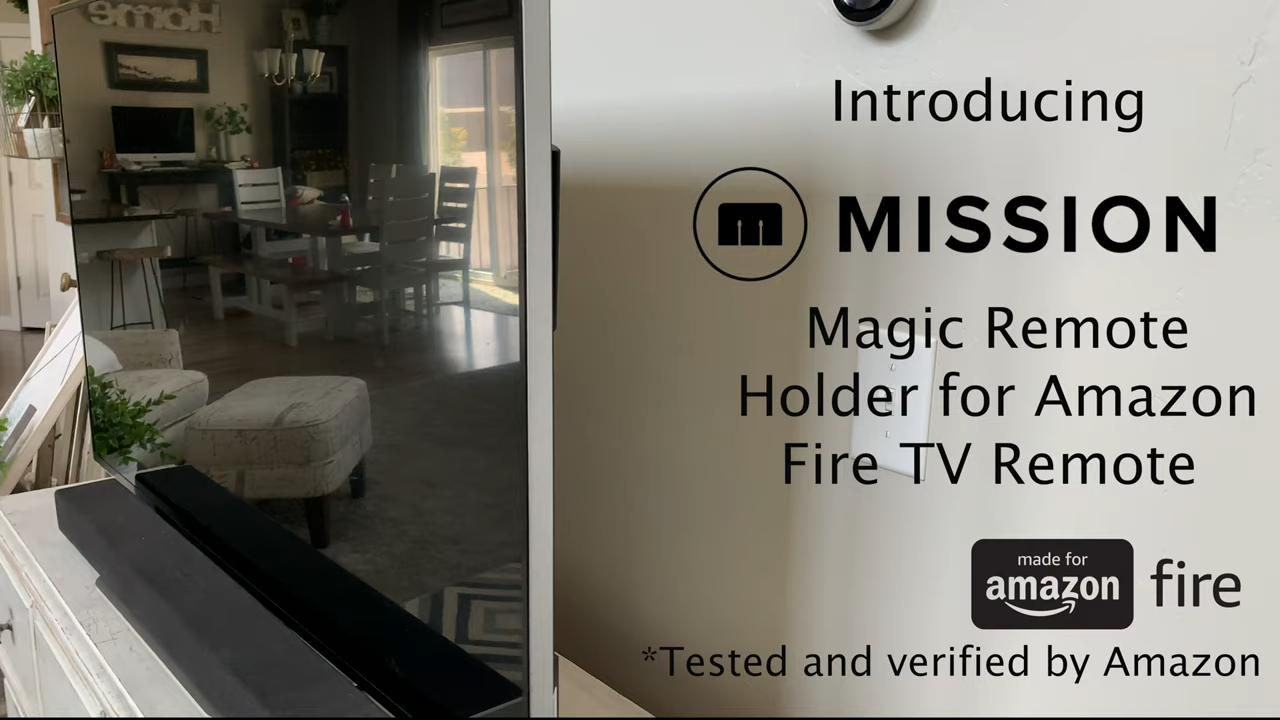 Home
Introducing
MISSION
Magic Remote
Holder for Amazon
Fire TV Remote
made for
amazon fire
*Tested and verified by Amazon